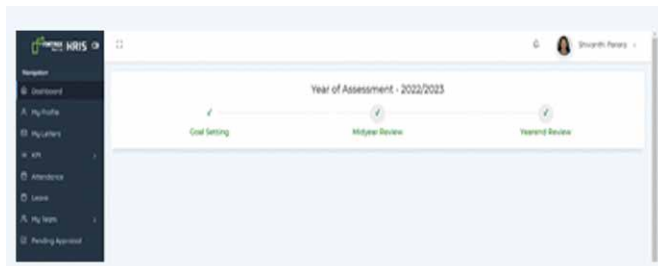 HRIS
Navigation
Dashboard
My Profile
My Letters
KPI
Attendance
Leave
My Team
Pending Appraisal
Year of Assessment - 2022/2023
Goal Setting
Midyear Review
Yearend Review